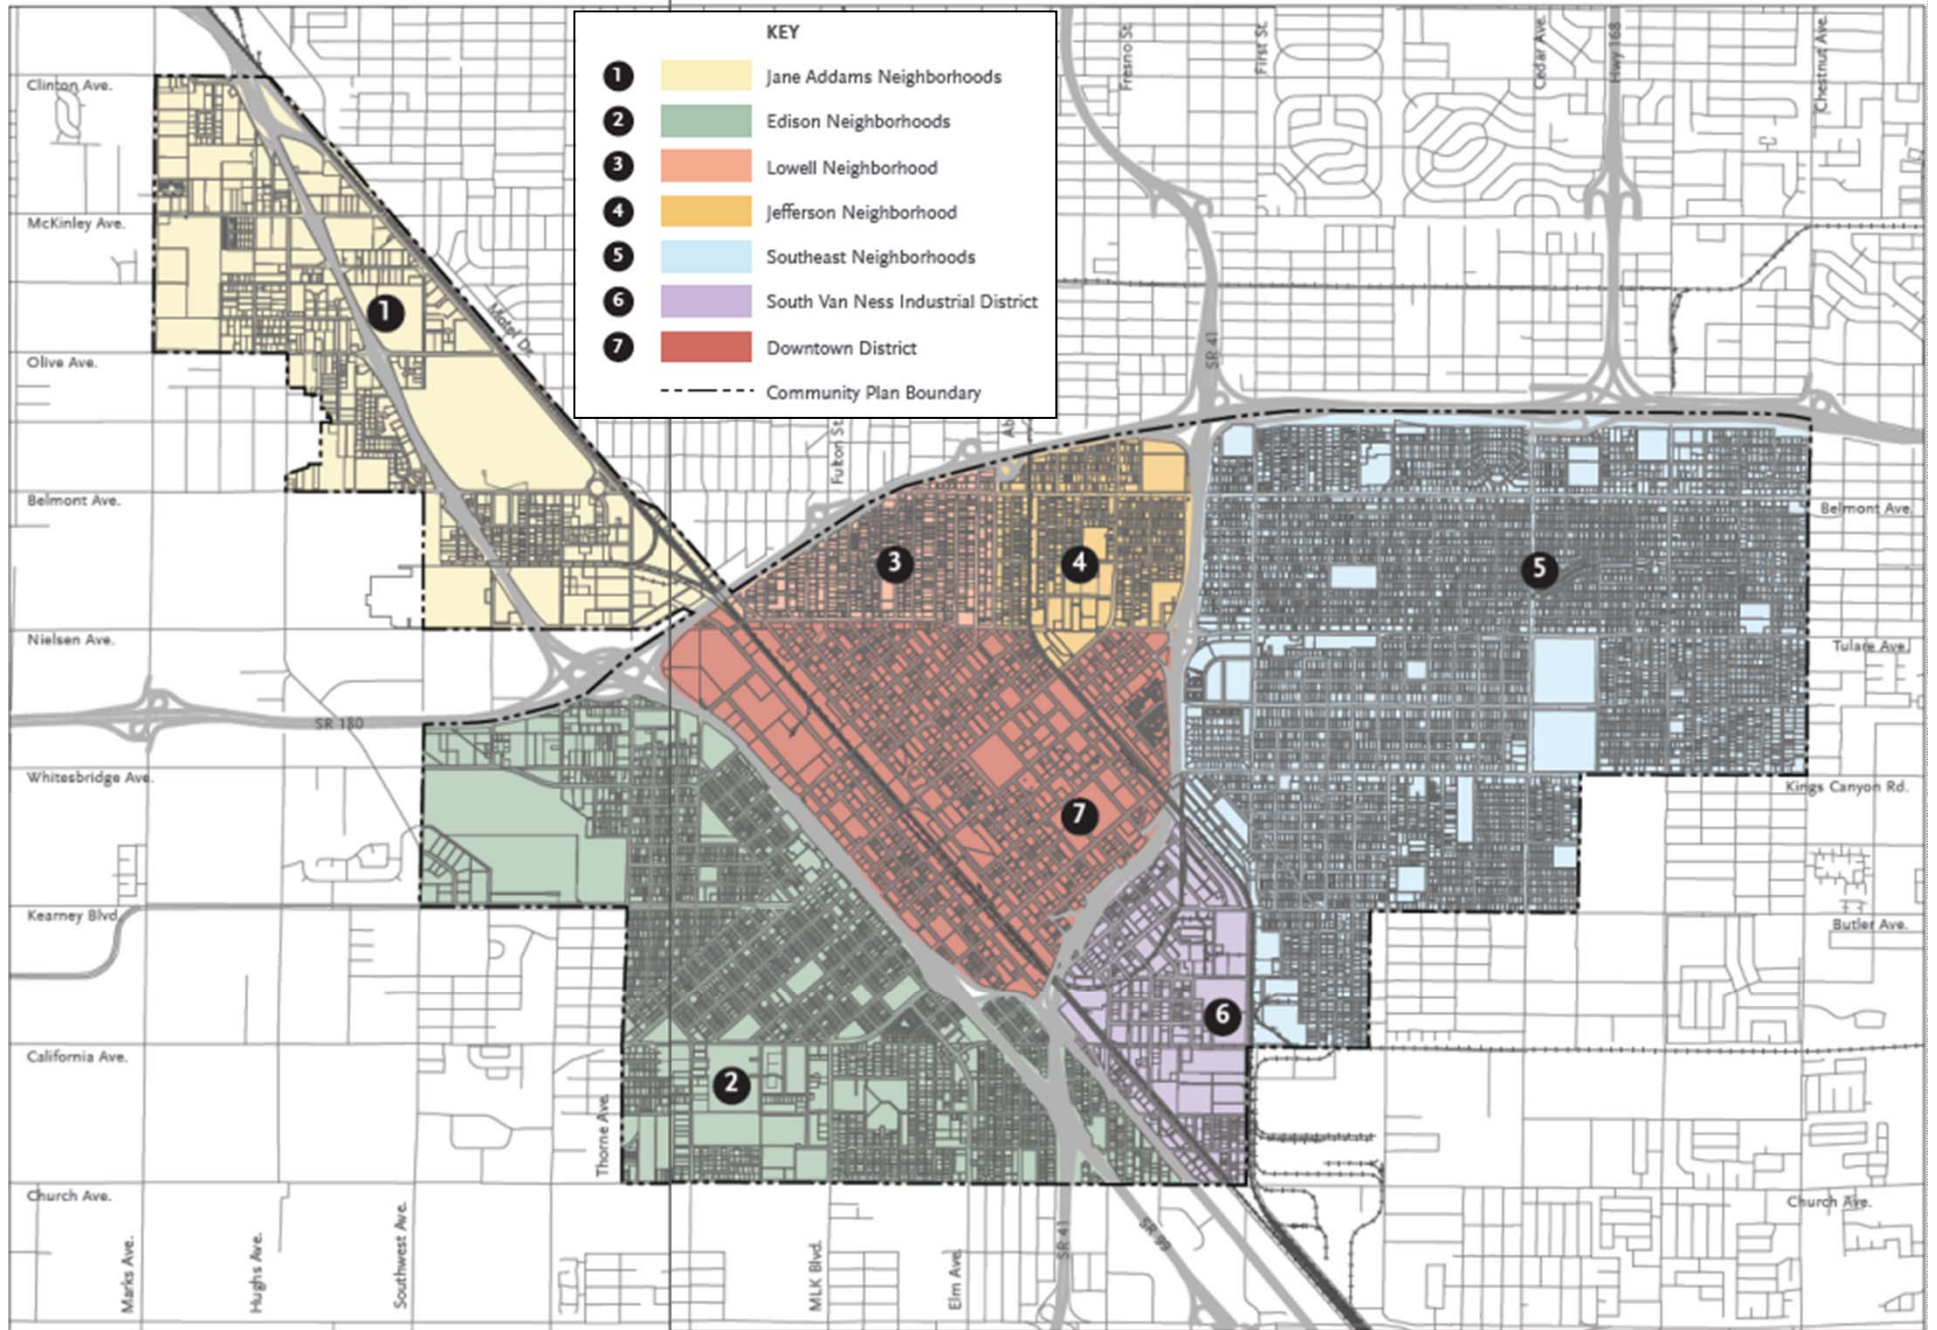 KEY
1 Jane Addams Neighborhoods
2 Edison Neighborhoods
3 Lowell Neighborhood
4 Jefferson Neighborhood
5 Southeast Neighborhoods
6 South Van Ness Industrial District
7 Downtown District
Community Plan Boundary
Fresno St.
First St.
Cedar Ave.
Hwy 168
Chestnut Ave.
Clinton Ave.
McKinley Ave.
1
Motel Dr.
Olive Ave.
SR 41
Fulton St.
Ab
Belmont Ave.
Belmont Ave.
3
4
5
Nielsen Ave.
Tulare Ave.
SR 180
Whitesbridge Ave.
Kings Canyon Rd.
7
Kearney Blvd.
Butler Ave.
6
California Ave.
2
Thorne Ave.
Church Ave.
Church Ave.
Marks Ave.
Hughs Ave.
Southwest Ave.
MLK Blvd.
Elm Ave.
SR 41
SR 99